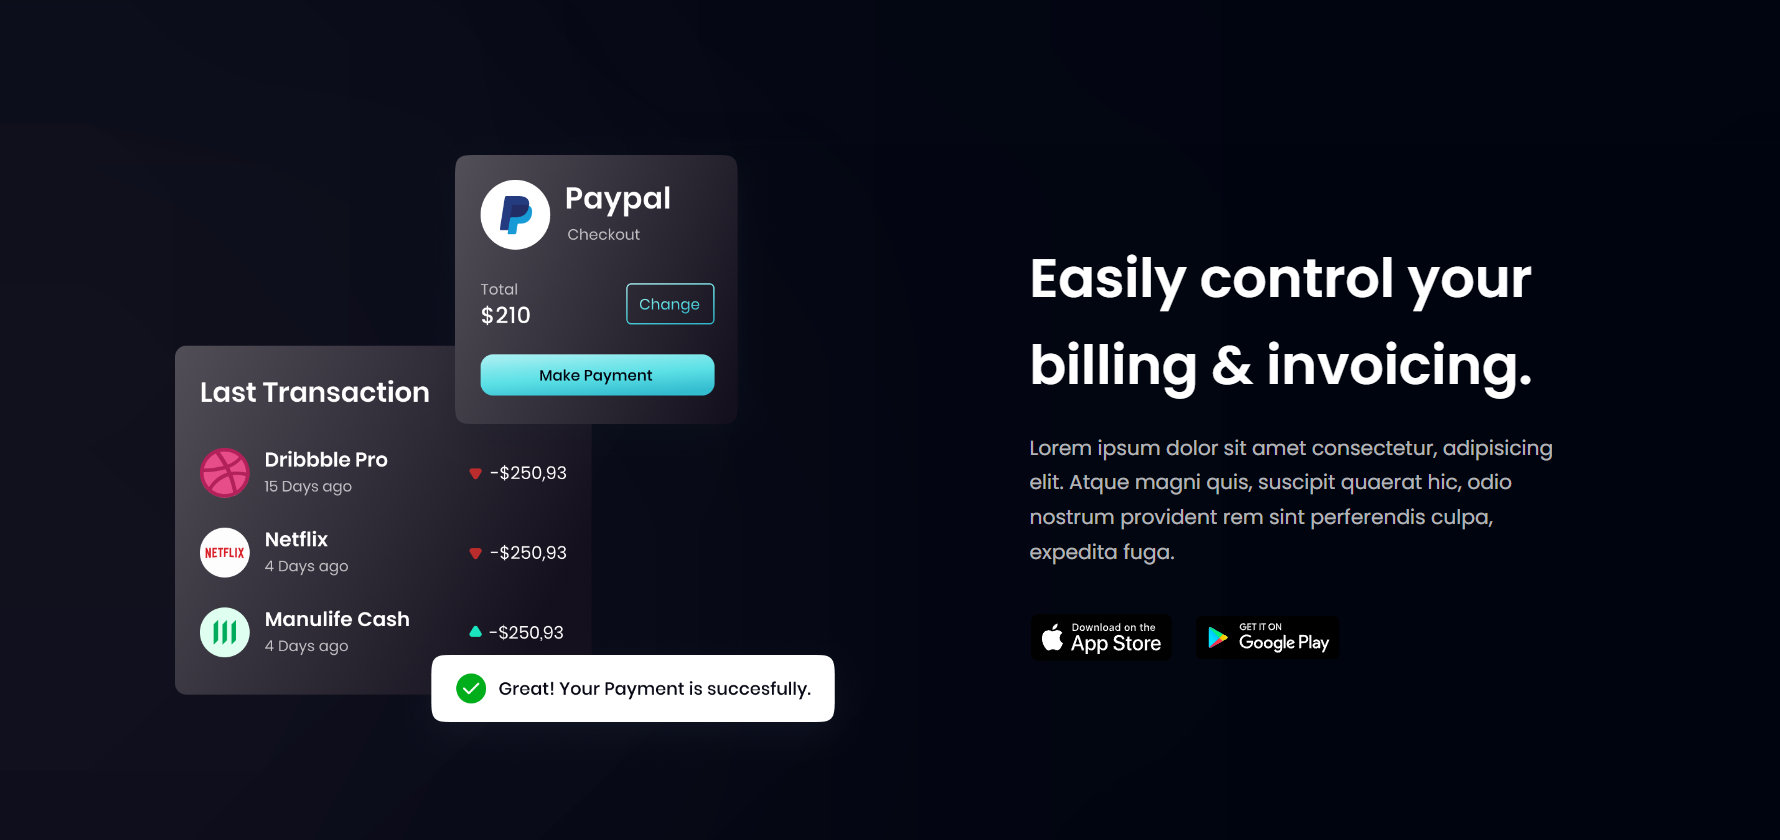 Paypal
Checkout
Total
$210
Change
Make Payment
Last Transaction
Dribbble Pro
15 Days ago
-$250,93
NETFLIX
Netflix
4 Days ago
-$250,93
Manulife Cash
4 Days ago
-$250,93
Great! Your Payment is succesfully.
Easily control your
billing & invoicing.
Lorem ipsum dolor sit amet consectetur, adipisicing
elit. Atque magni quis, suscipit quaerat hic, odio
nostrum provident rem sint perferendis culpa,
expedita fuga.
Download on the
App Store
GET IT ON
Google Play